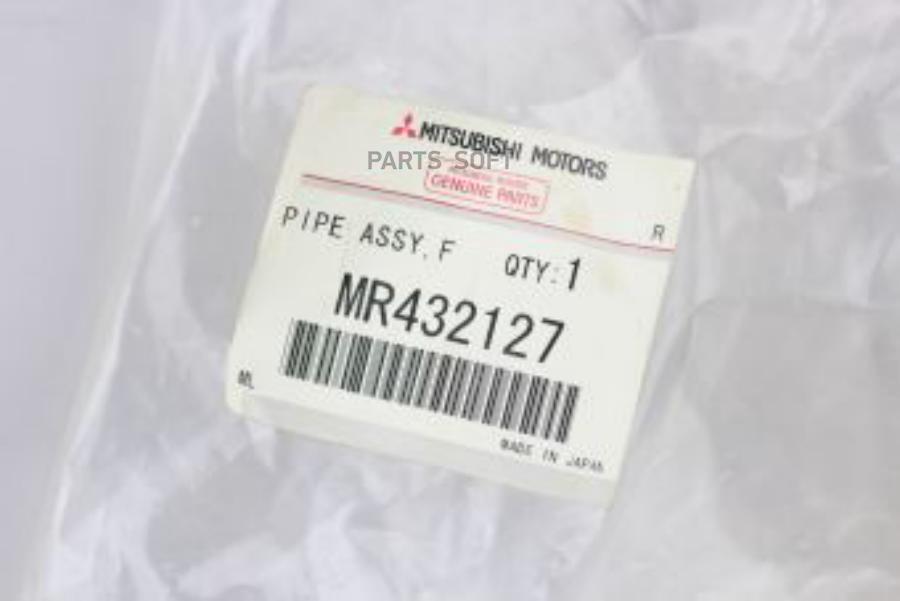 MITSUBISHI MOTORS
PARTS SOFT
GENUINE PARTS
R
PIPE ASSY, F QTY: 1
MR432127
ML
MADE IN JAPAN